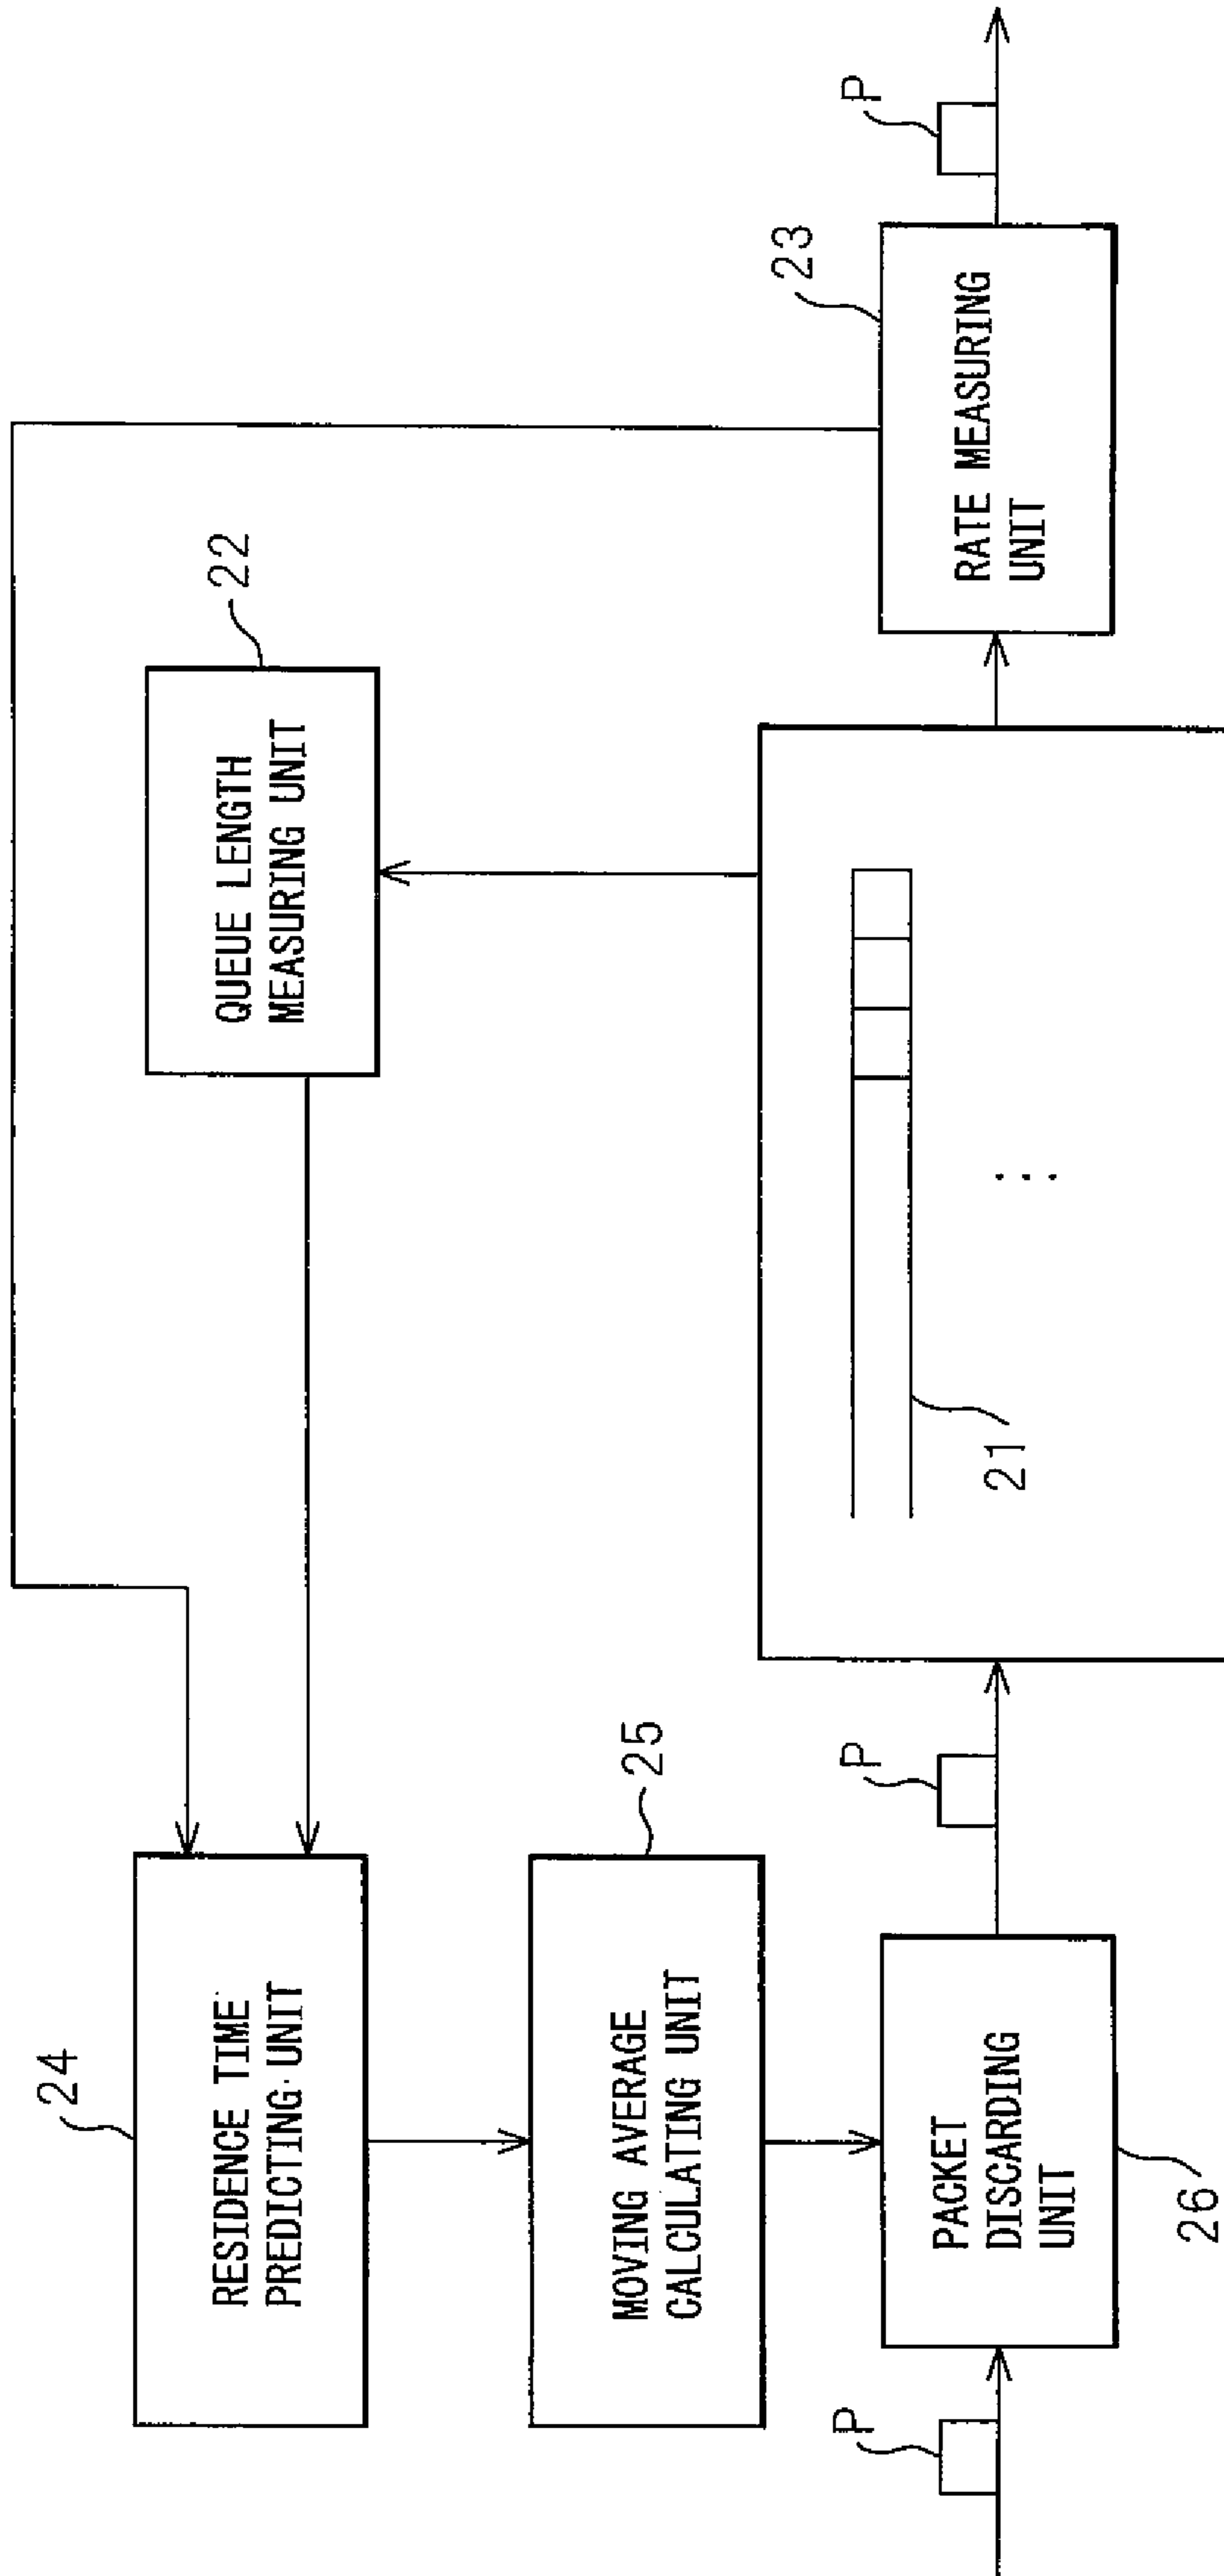 24
RESIDENCE TIME
PREDICTING UNIT
22
QUEUE LENGTH
MEASURING UNIT
25
MOVING AVERAGE
CALCULATING UNIT
23
RATE MEASURING
UNIT
P
PACKET
DISCARDING
UNIT
26
P
21
...
P